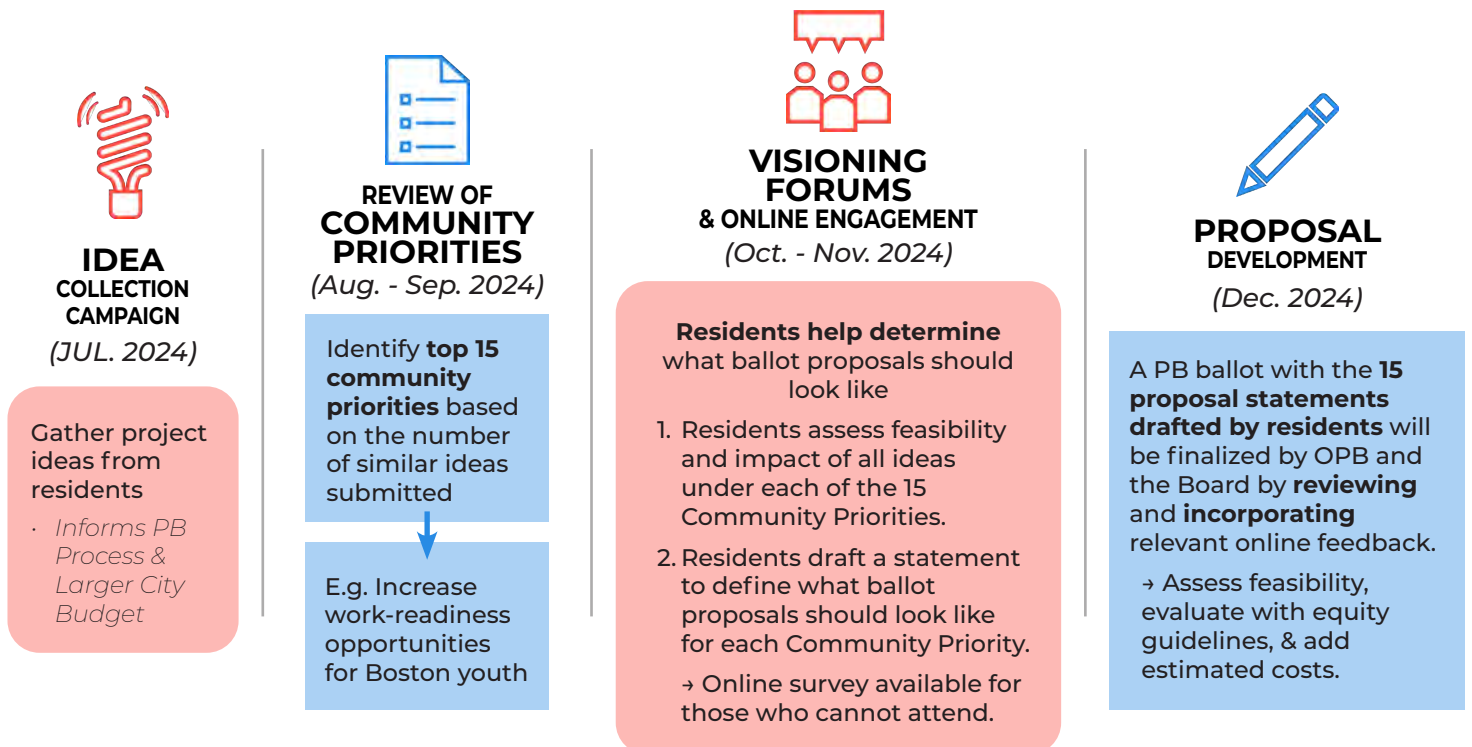 IDEA
COLLECTION
CAMPAIGN
(JUL. 2024)
Gather project
ideas from
residents
· Informs PB
Process &
Larger City
Budget
REVIEW OF
COMMUNITY
PRIORITIES
(Aug. - Sep. 2024)
Identify top 15
community
priorities based
on the number
of similar ideas
submitted
E.g. Increase
work-readiness
opportunities
for Boston youth
VISIONING
FORUMS
& ONLINE ENGAGEMENT
(Oct. - Nov. 2024)
Residents help determine
what ballot proposals should
look like
1. Residents assess feasibility
and impact of all ideas
under each of the 15
Community Priorities.
2. Residents draft a statement
to define what ballot
proposals should look like
for each Community Priority.
→ Online survey available for
those who cannot attend.
PROPOSAL
DEVELOPMENT
(Dec. 2024)
A PB ballot with the 15
proposal statements
drafted by residents will
be finalized by OPB and
the Board by reviewing
and incorporating
relevant online feedback.
→ Assess feasibility,
evaluate with equity
guidelines, & add
estimated costs.